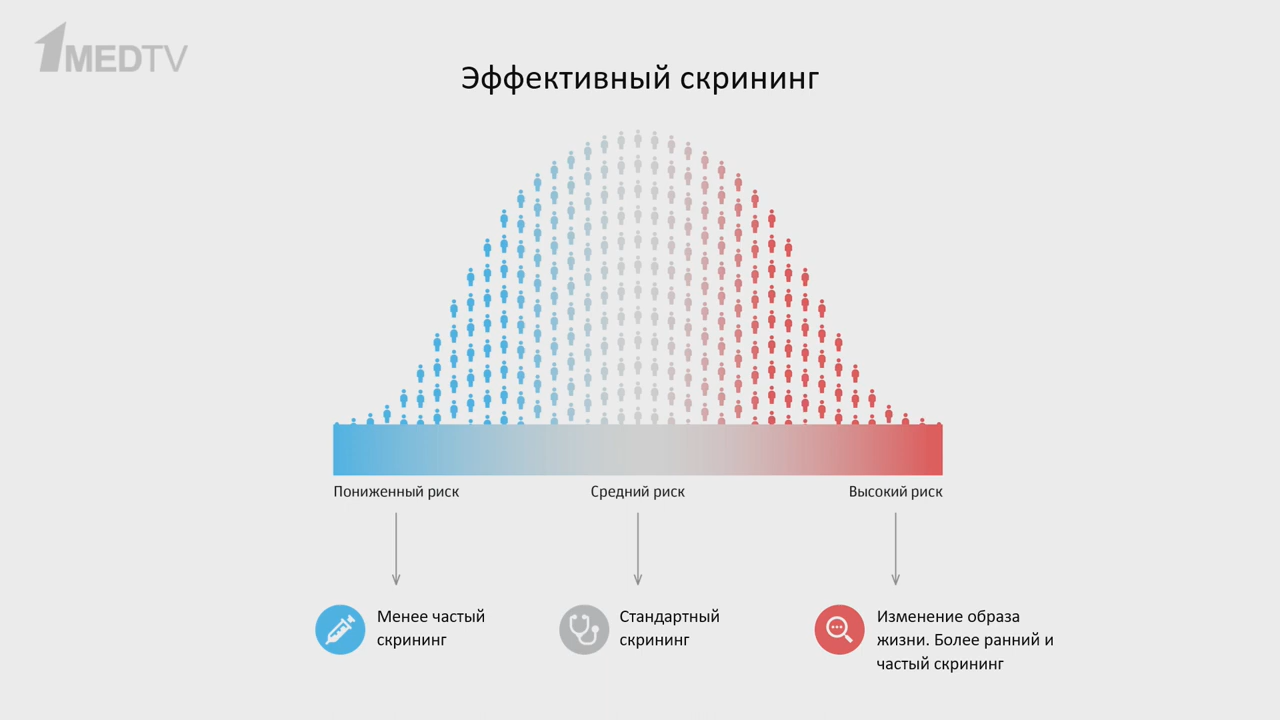 1MEDTV
Эффективный скрининг
Пониженный риск
Средний риск
Высокий риск
Менее частый
скрининг
Стандартный
скрининг
Изменение образа
жизни. Более ранний и
частый скрининг